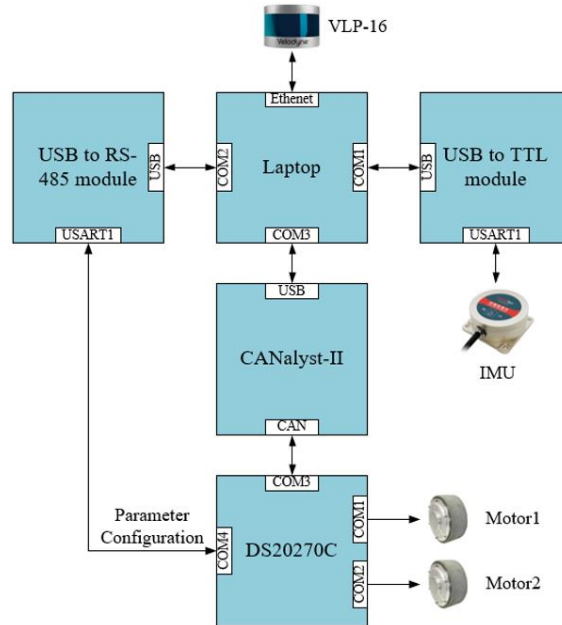 VLP-16
Velodyne
Ethenet
USB to RS-
485 module
USB
COM2
Laptop
COM1
USB
USB to TTL
module
USART1
COM3
USART1
USB
CANalyst-II
IMU
CAN
COM3
Parameter
Configuration
COM4
DS20270C
COM1
Motor1
COM2
Motor2